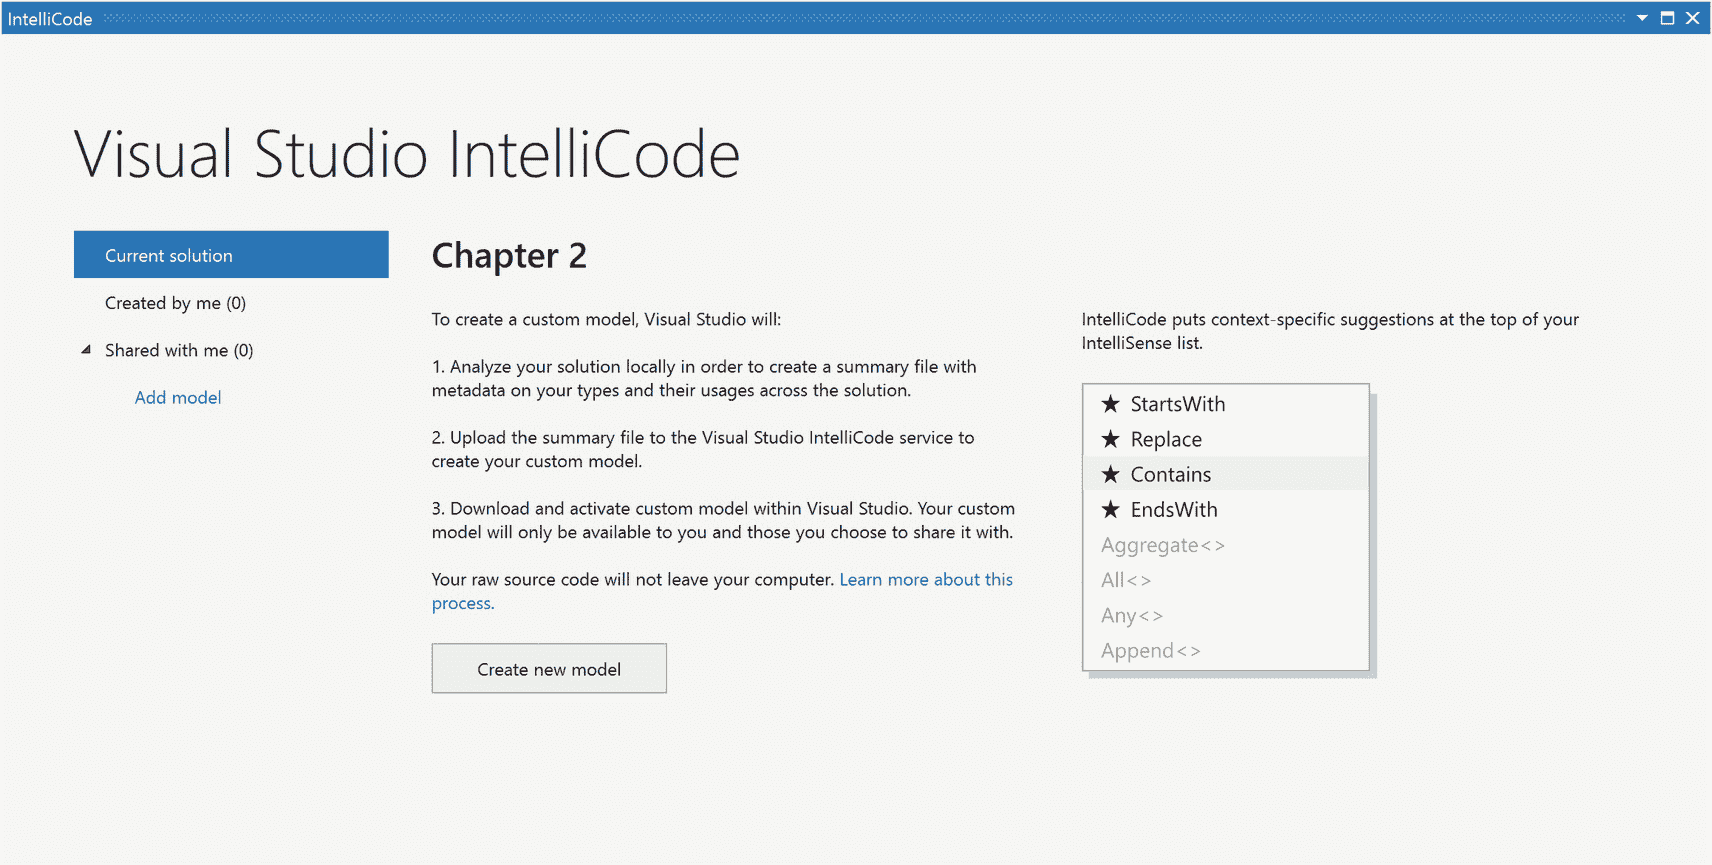 IntelliCode
Visual Studio IntelliCode
Current solution
Created by me (0)
Shared with me (0)
Add model
Chapter 2
To create a custom model, Visual Studio will:
1. Analyze your solution locally in order to create a summary file with
metadata on your types and their usages across the solution.
2. Upload the summary file to the Visual Studio IntelliCode service to
create your custom model.
3. Download and activate custom model within Visual Studio. Your custom
model will only be available to you and those you choose to share it with.
Your raw source code will not leave your computer. Learn more about this
process.
Create new model
IntelliCode puts context-specific suggestions at the top of your
IntelliSense list.
★ StartsWith
★ Replace
★ Contains
★ EndsWith
Aggregate<>
All<>
Any<>
Append<>